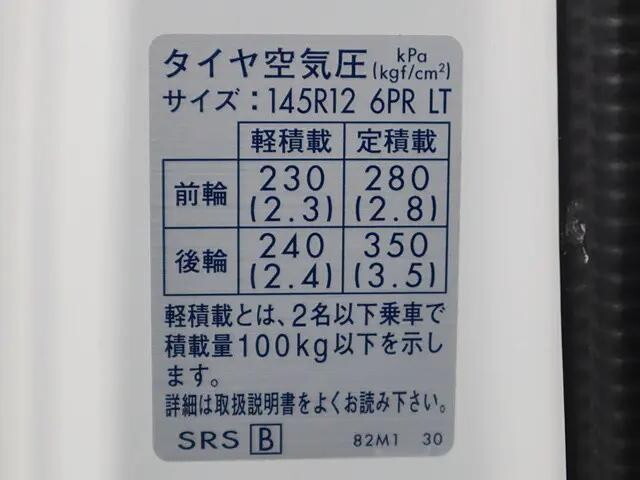 タイヤ空気圧 kPa (kgf/cm²)
サイズ：145R12 6PR LT
軽積載 定積載
前輪 230 (2.3) 280 (2.8)
後輪 240 (2.4) 350 (3.5)
軽積載とは、2名以下乗車で
積載量100kg以下を示し
ます。
詳細は取扱説明書をよくお読み下さい。
SRS B 82M1 30